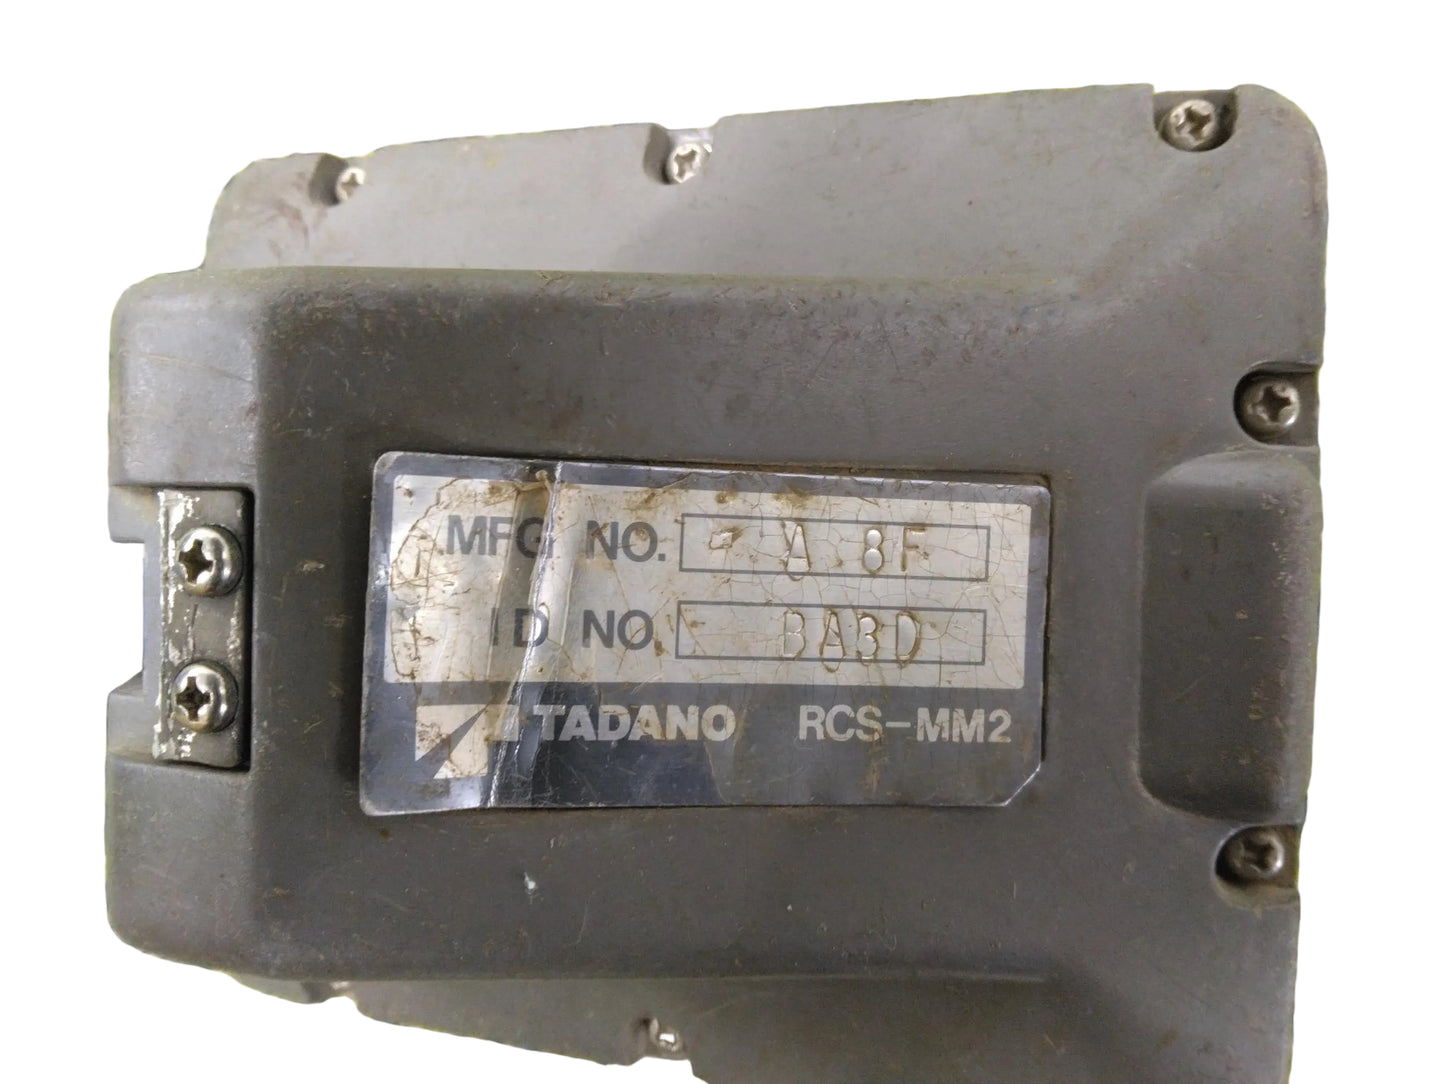 MFG NO. A 8F
ID NO. BA3D
TADANO RCS-MM2